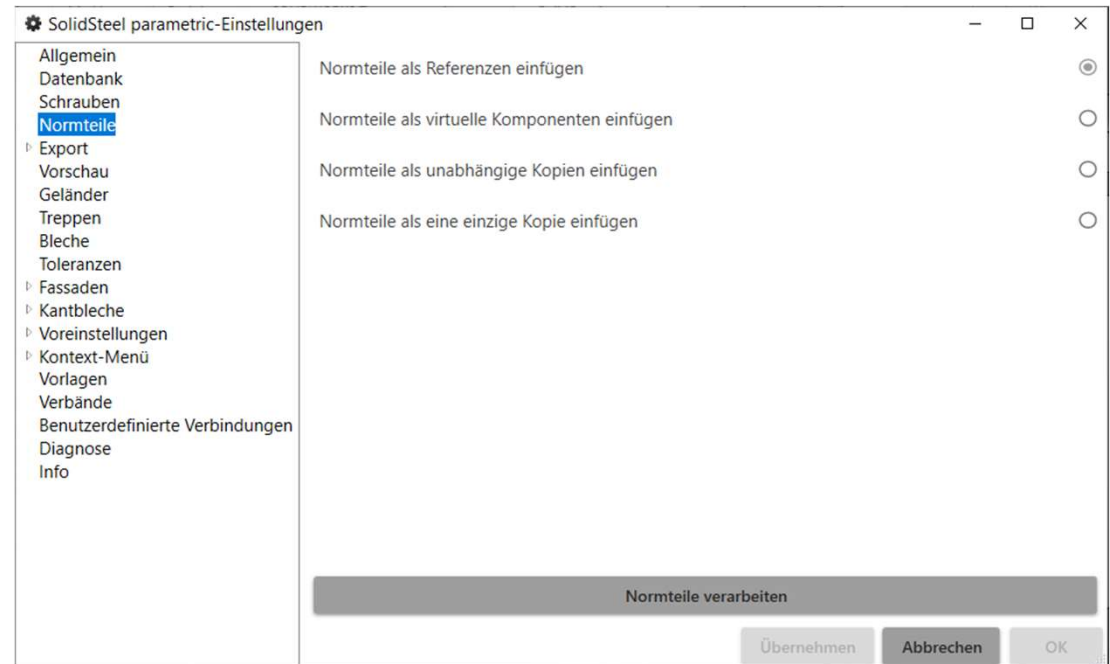 SolidSteel parametric-Einstellungen
Allgemein
Datenbank
Schrauben
Normteile
Export
Vorschau
Geländer
Treppen
Bleche
Toleranzen
Fassaden
Kantbleche
Voreinstellungen
Kontext-Menü
Vorlagen
Verbände
Benutzerdefinierte Verbindungen
Diagnose
Info
Normteile als Referenzen einfügen
Normteile als virtuelle Komponenten einfügen
Normteile als unabhängige Kopien einfügen
Normteile als eine einzige Kopie einfügen
Normteile verarbeiten
Übernehmen Abbrechen OK